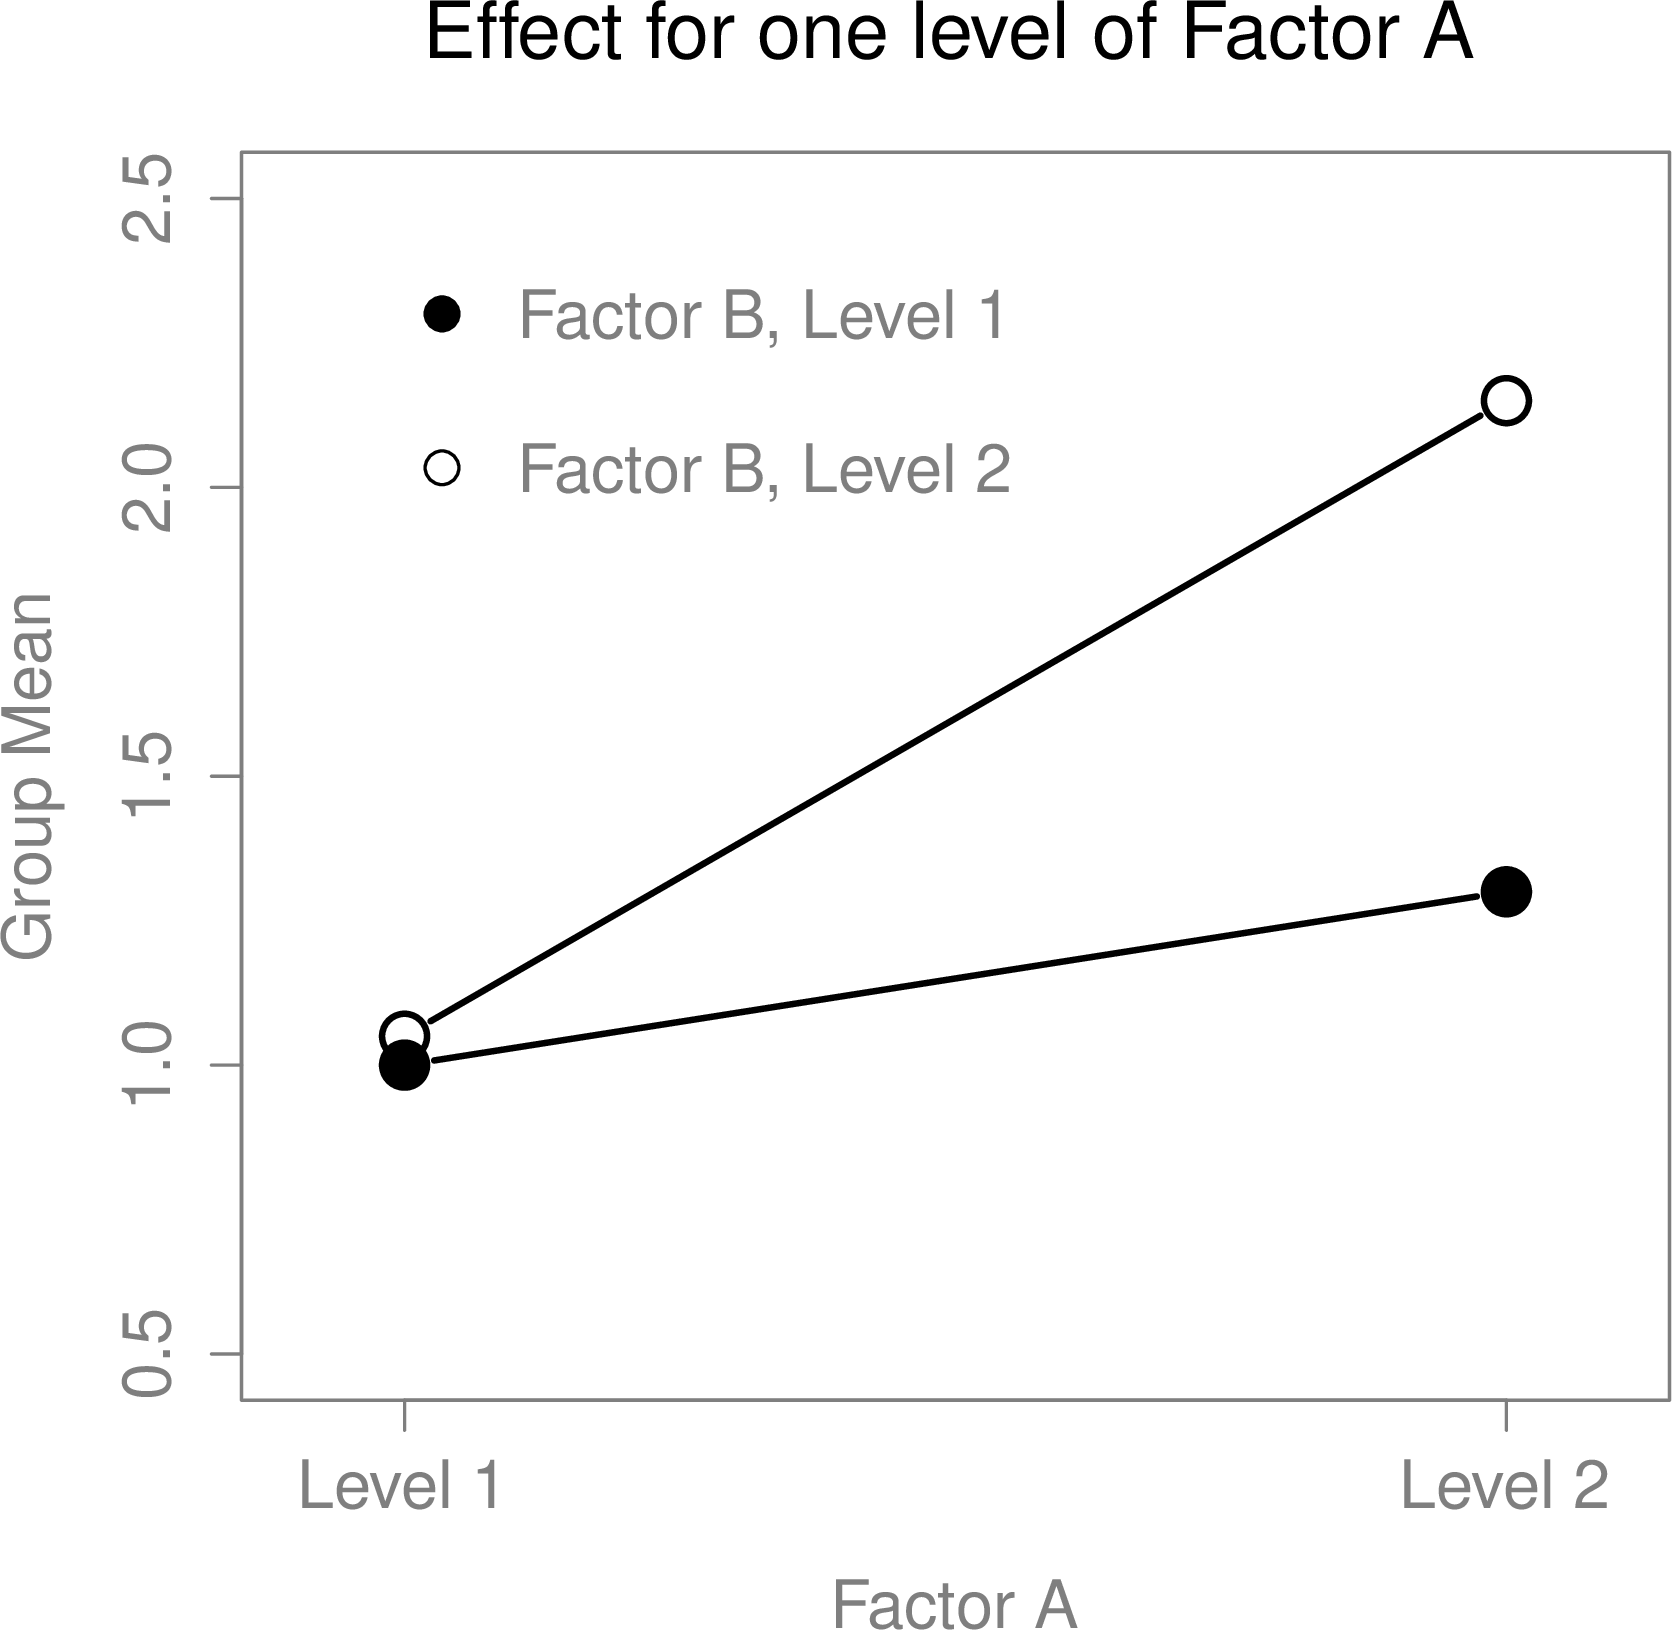 Effect for one level of Factor A
2.5
2.0
1.5
1.0
0.5
Group Mean
Factor B, Level 1
Factor B, Level 2
Level 1
Level 2
Factor A